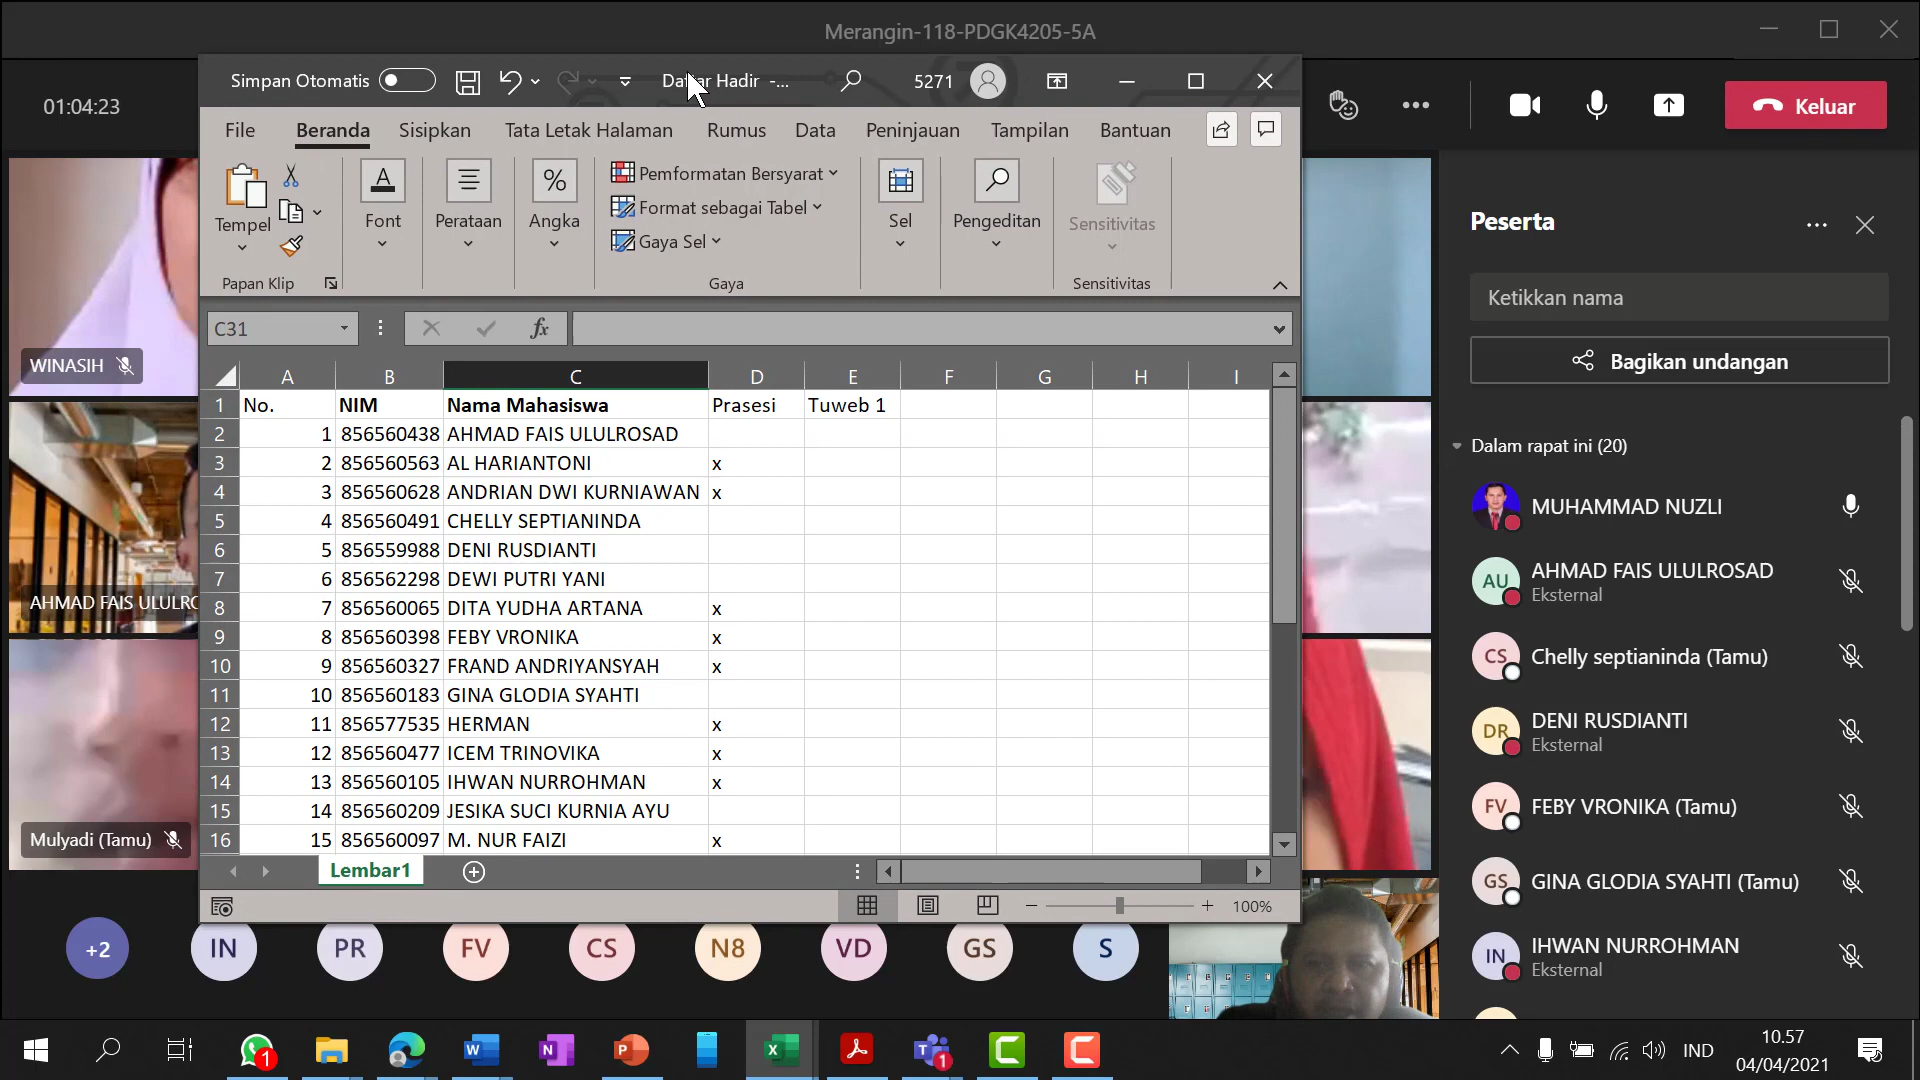 Merangin-118-PDGK4205-5A
01:04:23
Simpan Otomatis
Hadir -...
5271
Keluar
File Beranda Sisipkan Tata Letak Halaman Rumus Data Peninjauan Tampilan Bantuan
Tempel
Font
Perataan
Angka
Pemformatan Bersyarat
Format sebagai Tabel
Gaya Sel
Sel
Pengeditan
Sensitivitas
Papan Klip
Gaya
Sensitivitas
C31
fx
A B C D E F G H I
1 No. NIM Nama Mahasiswa Prasesi Tuweb 1
2 1 856560438 AHMAD FAIS ULULROSAD
3 2 856560563 AL HARIANTONI x
4 3 856560628 ANDRIAN DWI KURNIAWAN x
5 4 856560491 CHELLY SEPTIANINDA
6 5 856559988 DENI RUSDIANTI
7 6 856562298 DEWI PUTRI YANI
8 7 856560065 DITA YUDHA ARTANA x
9 8 856560398 FEBY VRONIKA x
10 9 856560327 FRAND ANDRIYANSYAH x
11 10 856560183 GINA GLODIA SYAHTI
12 11 856577535 HERMAN x
13 12 856560477 ICEM TRINOVIKA x
14 13 856560105 IHWAN NURROHMAN x
15 14 856560209 JESIKA SUCI KURNIA AYU
16 15 856560097 M. NUR FAIZI x
Lembar1
100%
WINASIH
AHMAD FAIS ULULRO
Mulyadi (Tamu)
+2 IN PR FV CS N8 VD GS S
Peserta
Ketikkan nama
Bagikan undangan
Dalam rapat ini (20)
MUHAMMAD NUZLI
AU AHMAD FAIS ULULROSAD
Eksternal
CS Chelly septianinda (Tamu)
DR DENI RUSDIANTI
Eksternal
FV FEBY VRONIKA (Tamu)
GS GINA GLODIA SYAHTI (Tamu)
IN IHWAN NURROHMAN
Eksternal
1
1
IND
10.57
04/04/2021